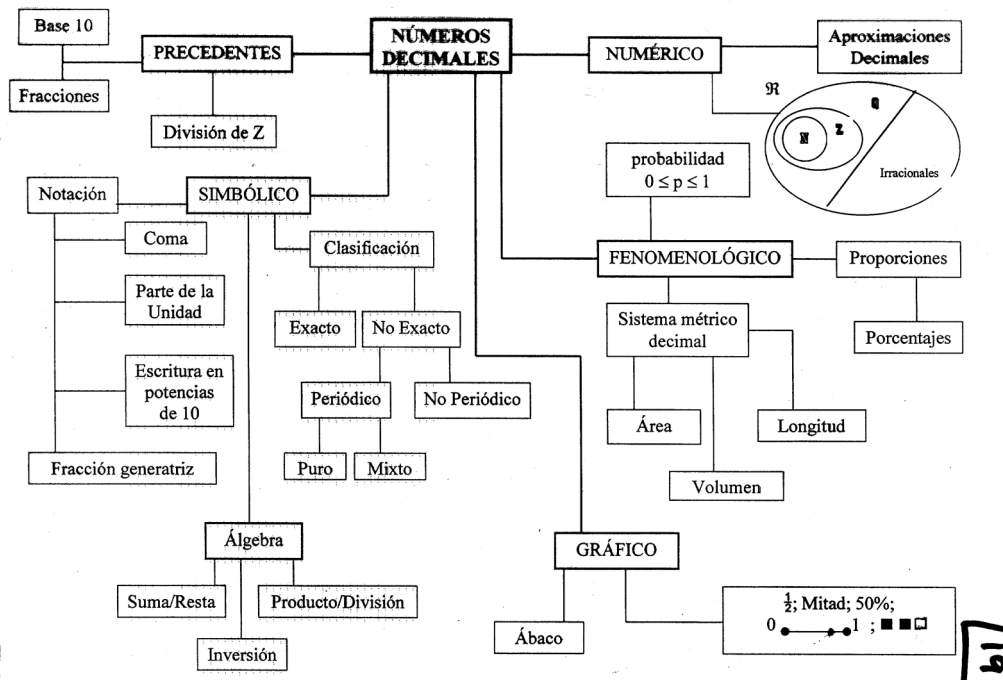 Base 10
PRECEDENTES
Fracciones
División de Z
NÚMEROS
DECIMALES
NUMÉRICO
Aproximaciones
Decimales
ℜ
Q
Z
N
Irracionales
Notación
SIMBÓLICO
Coma
Parte de la
Unidad
Escritura en
potencias
de 10
Fracción generatriz
Clasificación
Exacto
No Exacto
Periódico
No Periódico
Puro
Mixto
Álgebra
Suma/Resta
Producto/División
Inversión
probabilidad
0 ≤ p ≤ 1
FENOMENOLÓGICO
Proporciones
Porcentajes
Sistema métrico
decimal
Área
Longitud
Volumen
GRÁFICO
Ábaco
½; Mitad; 50%;
0 1 ;